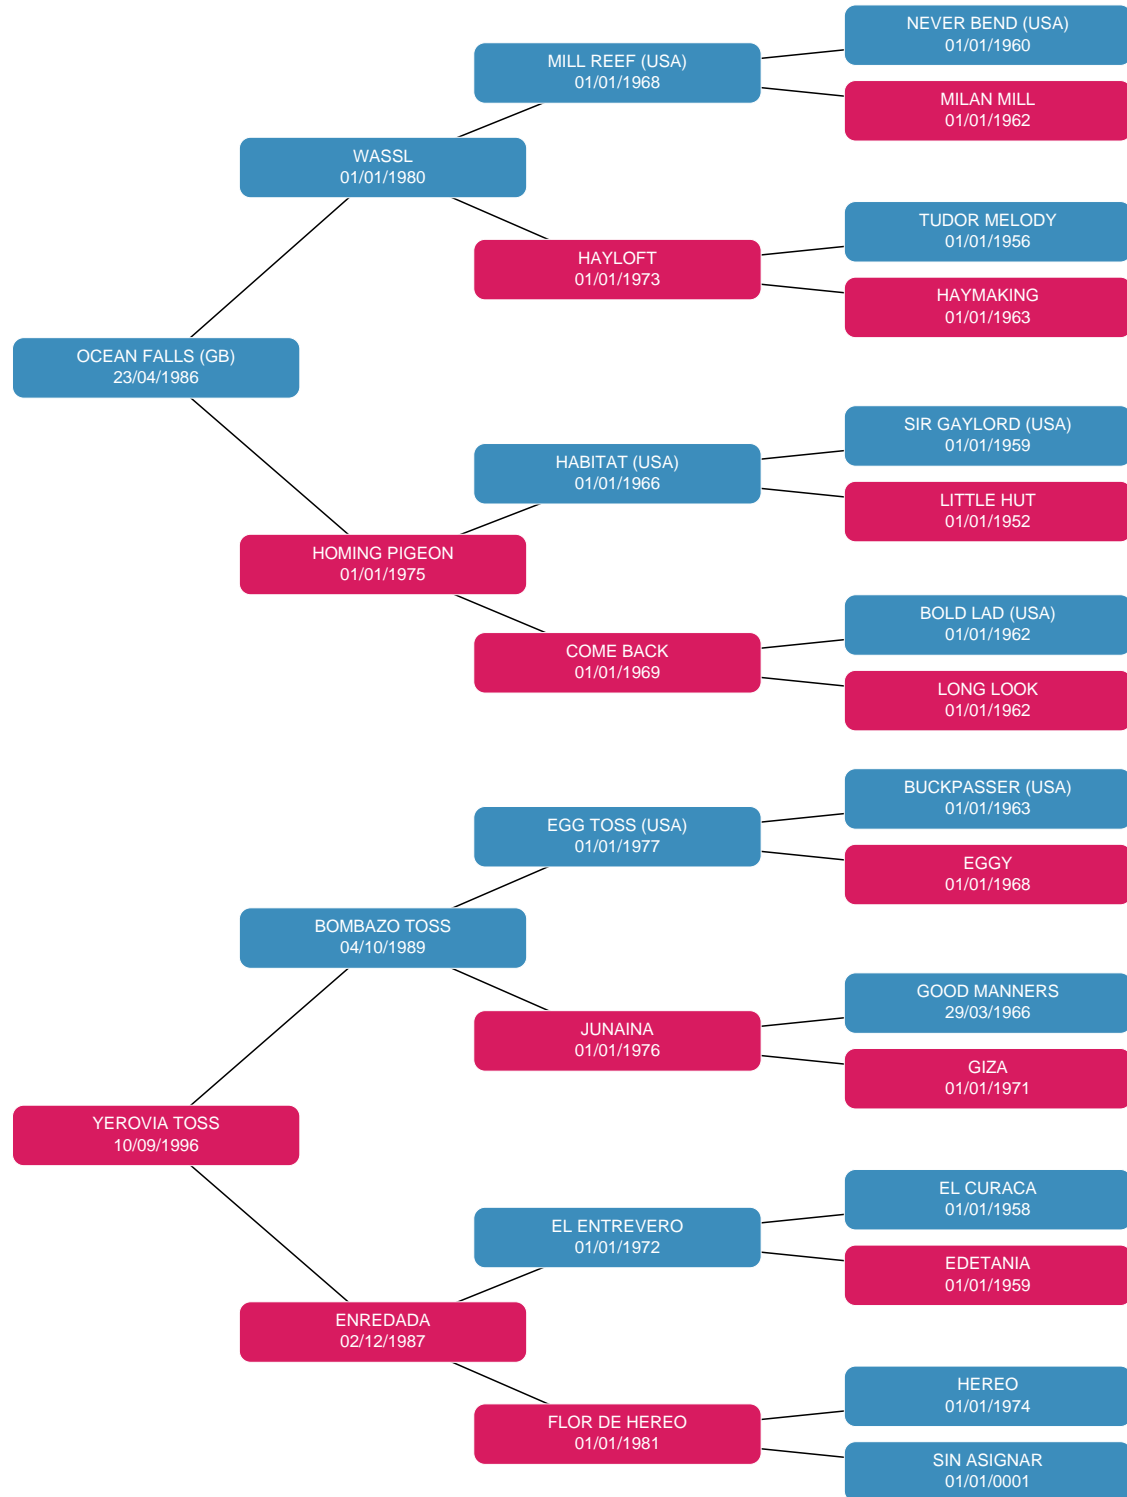 NEVER BEND (USA)
01/01/1960
MILL REEF (USA)
01/01/1968
MILAN MILL
01/01/1962
WASSL
01/01/1980
TUDOR MELODY
01/01/1956
HAYLOFT
01/01/1973
HAYMAKING
01/01/1963
OCEAN FALLS (GB)
23/04/1986
SIR GAYLORD (USA)
01/01/1959
HABITAT (USA)
01/01/1966
LITTLE HUT
01/01/1952
HOMING PIGEON
01/01/1975
BOLD LAD (USA)
01/01/1962
COME BACK
01/01/1969
LONG LOOK
01/01/1962
BUCKPASSER (USA)
01/01/1963
EGG TOSS (USA)
01/01/1977
EGGY
01/01/1968
BOMBAZO TOSS
04/10/1989
GOOD MANNERS
29/03/1966
JUNAINA
01/01/1976
GIZA
01/01/1971
YEROVIA TOSS
10/09/1996
EL CURACA
01/01/1958
EL ENTREVERO
01/01/1972
EDETANIA
01/01/1959
ENREDADA
02/12/1987
HEREO
01/01/1974
FLOR DE HEREO
01/01/1981
SIN ASIGNAR
01/01/0001